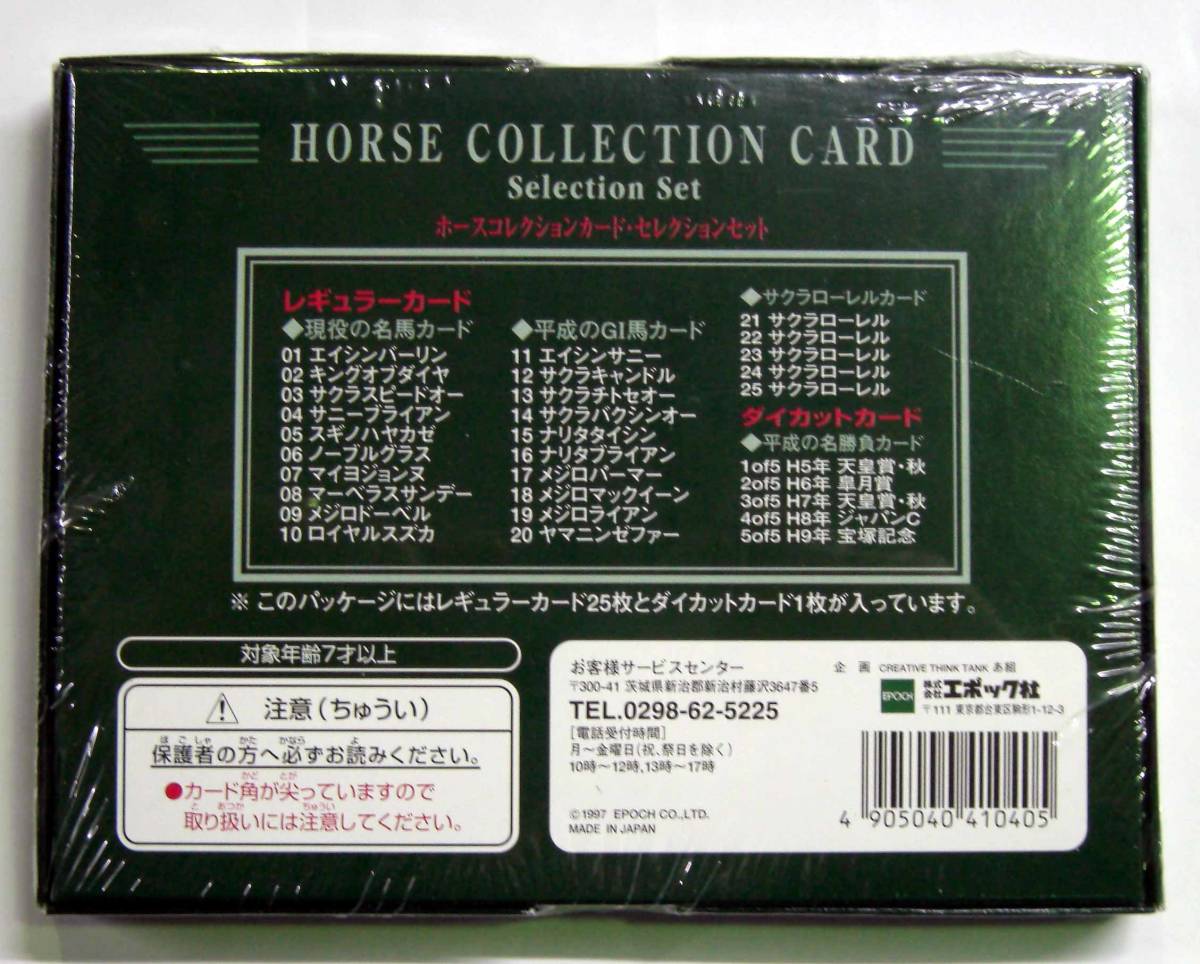 HORSE COLLECTION CARD
Selection Set
ホースコレクションカード・セレクションセット
レギュラーカード
◆現役の名馬カード
01 エイシンバーリン
02 キングオブダイヤ
03 サクラスピードオー
04 サニーブライアン
05 スギノハヤカゼ
06 ノーブルグラス
07 マイヨジョンヌ
08 マーベラスサンデー
09 メジロドーベル
10 ロイヤルスズカ
◆平成のGI馬カード
11 エイシンサニー
12 サクラキャンドル
13 サクラチトセオー
14 サクラバクシンオー
15 ナリタタイシン
16 ナリタブライアン
17 メジロパーマー
18 メジロマックイーン
19 メジロライアン
20 ヤマニンゼファー
◆サクラローレルカード
21 サクラローレル
22 サクラローレル
23 サクラローレル
24 サクラローレル
25 サクラローレル
ダイカットカード
◆平成の名勝負カード
1of5 H5年 天皇賞・秋
2of5 H6年 皐月賞
3of5 H7年 天皇賞・秋
4of5 H8年 ジャパンC
5of5 H9年 宝塚記念
※ このパッケージにはレギュラーカード25枚とダイカットカード1枚が入っています。
対象年齢7才以上
注意(ちゅうい)
ほごしゃ かた かなら よ
保護者の方へ必ずお読みください。
かど とが
●カード角が尖っていますので
と あつか ちゅうい
取り扱いには注意してください。
お客様サービスセンター
〒300-41 茨城県新治郡新治村藤沢3647番5
TEL.0298-62-5225
[電話受付時間]
月〜金曜日(祝、祭日を除く)
10時〜12時,13時〜17時
©1997 EPOCH CO.,LTD.
MADE IN JAPAN
企 画 CREATIVE THINK TANK あ組
EPOCH 株式会社エポック社
〒111 東京都台東区駒形1-12-3
4 905040 410405